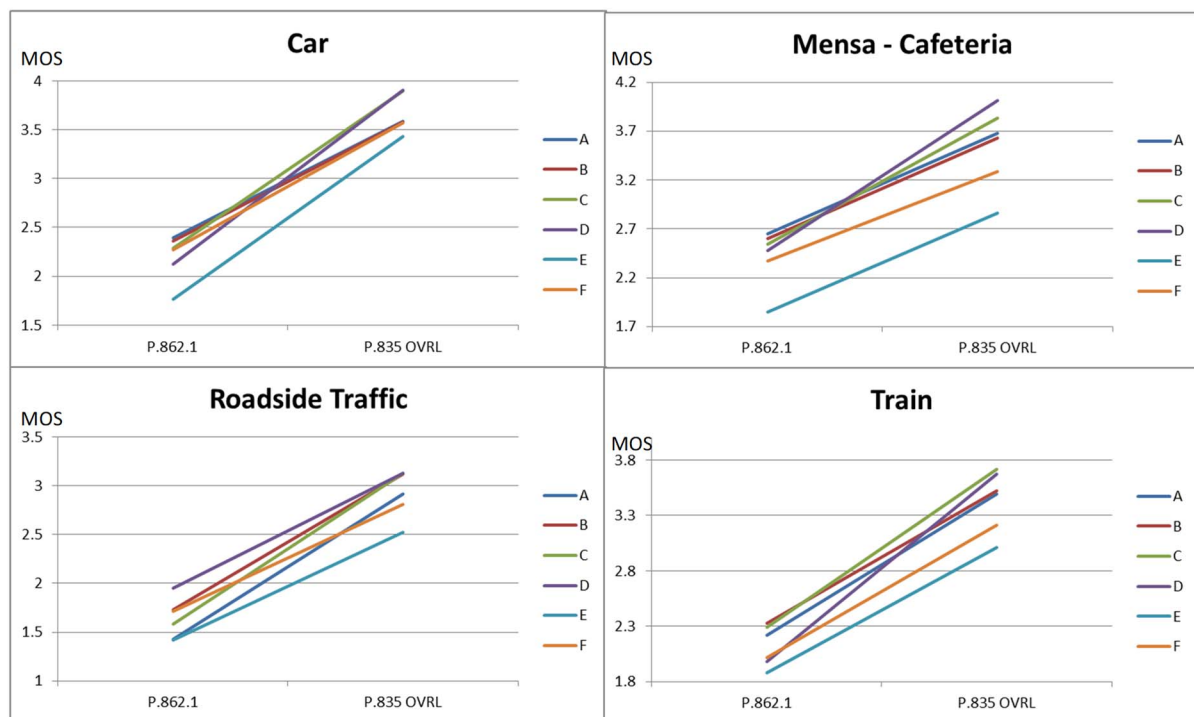 Car
MOS
4
3.5
3
2.5
2
1.5
P.862.1
P.835 OVRL
A
B
C
D
E
F
Mensa - Cafeteria
MOS
4.2
3.7
3.2
2.7
2.2
1.7
P.862.1
P.835 OVRL
A
B
C
D
E
F
Roadside Traffic
MOS
3.5
3
2.5
2
1.5
1
P.862.1
P.835 OVRL
A
B
C
D
E
F
Train
MOS
3.8
3.3
2.8
2.3
1.8
P.862.1
P.835 OVRL
A
B
C
D
E
F